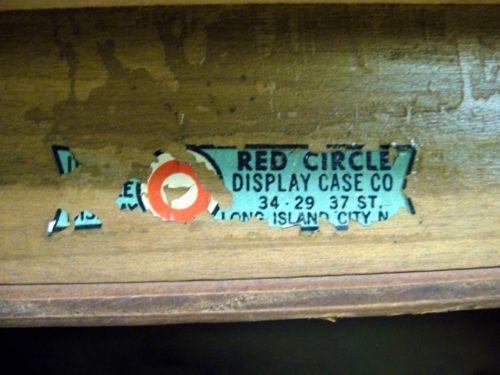 RED CIRCLE
DISPLAY CASE CO
34-29 37 ST.
LONG ISLAND CITY N